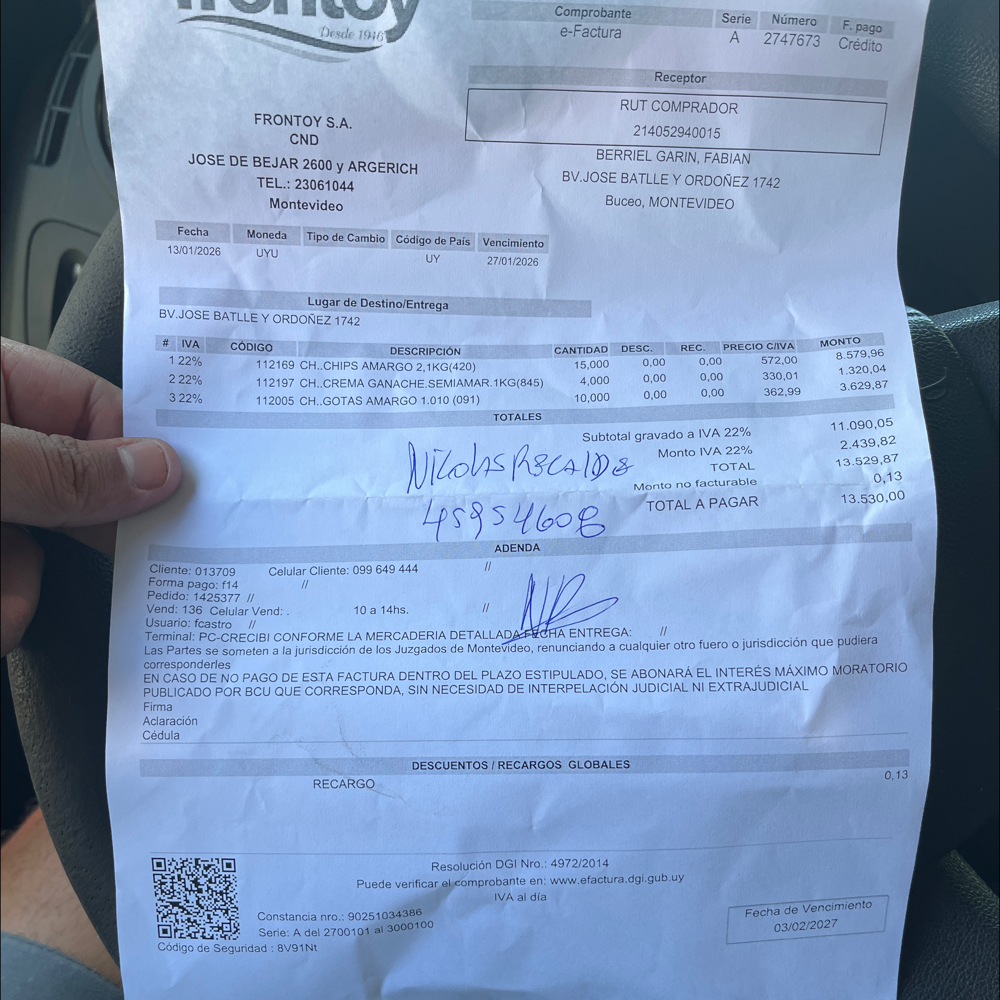 frontoy
Desde 1946
Comprobante Serie Número F. pago
e-Factura A 2747673 Crédito
Receptor
RUT COMPRADOR
214052940015
BERRIEL GARIN, FABIAN
BV.JOSE BATLLE Y ORDOÑEZ 1742
Buceo, MONTEVIDEO
FRONTOY S.A.
CND
JOSE DE BEJAR 2600 y ARGERICH
TEL.: 23061044
Montevideo
Fecha Moneda Tipo de Cambio Código de País Vencimiento
13/01/2026 UYU UY 27/01/2026
Lugar de Destino/Entrega
BV.JOSE BATLLE Y ORDOÑEZ 1742
# IVA CÓDIGO DESCRIPCIÓN CANTIDAD DESC. REC. PRECIO C/IVA MONTO
1 22% 112169 CH..CHIPS AMARGO 2,1KG(420) 15,000 0,00 0,00 572,00 8.579,96
2 22% 112197 CH..CREMA GANACHE.SEMIAMAR.1KG(845) 4,000 0,00 0,00 330,01 1.320,04
3 22% 112005 CH..GOTAS AMARGO 1.010 (091) 10,000 0,00 0,00 362,99 3.629,87
TOTALES
Subtotal gravado a IVA 22% 11.090,05
Monto IVA 22% 2.439,82
TOTAL 13.529,87
Monto no facturable 0,13
TOTAL A PAGAR 13.530,00
NICOLAS RECALDE
45954608
ADENDA
Cliente: 013709 Celular Cliente: 099 649 444 //
Forma pago: f14 //
Pedido: 1425377 //
Vend: 136 Celular Vend: . 10 a 14hs. //
Usuario: fcastro //
Terminal: PC-CRECIBI CONFORME LA MERCADERIA DETALLADA FECHA ENTREGA: //
Las Partes se someten a la jurisdicción de los Juzgados de Montevideo, renunciando a cualquier otro fuero o jurisdicción que pudiera
corresponderles
EN CASO DE NO PAGO DE ESTA FACTURA DENTRO DEL PLAZO ESTIPULADO, SE ABONARÁ EL INTERÉS MÁXIMO MORATORIO
PUBLICADO POR BCU QUE CORRESPONDA, SIN NECESIDAD DE INTERPELACIÓN JUDICIAL NI EXTRAJUDICIAL
Firma
Aclaración
Cédula
DESCUENTOS / RECARGOS GLOBALES
RECARGO 0,13
Resolución DGI Nro.: 4972/2014
Puede verificar el comprobante en: www.efactura.dgi.gub.uy
IVA al día
Constancia nro.: 90251034386
Serie: A del 2700101 al 3000100
Código de Seguridad : 8V91Nt
Fecha de Vencimiento
03/02/2027